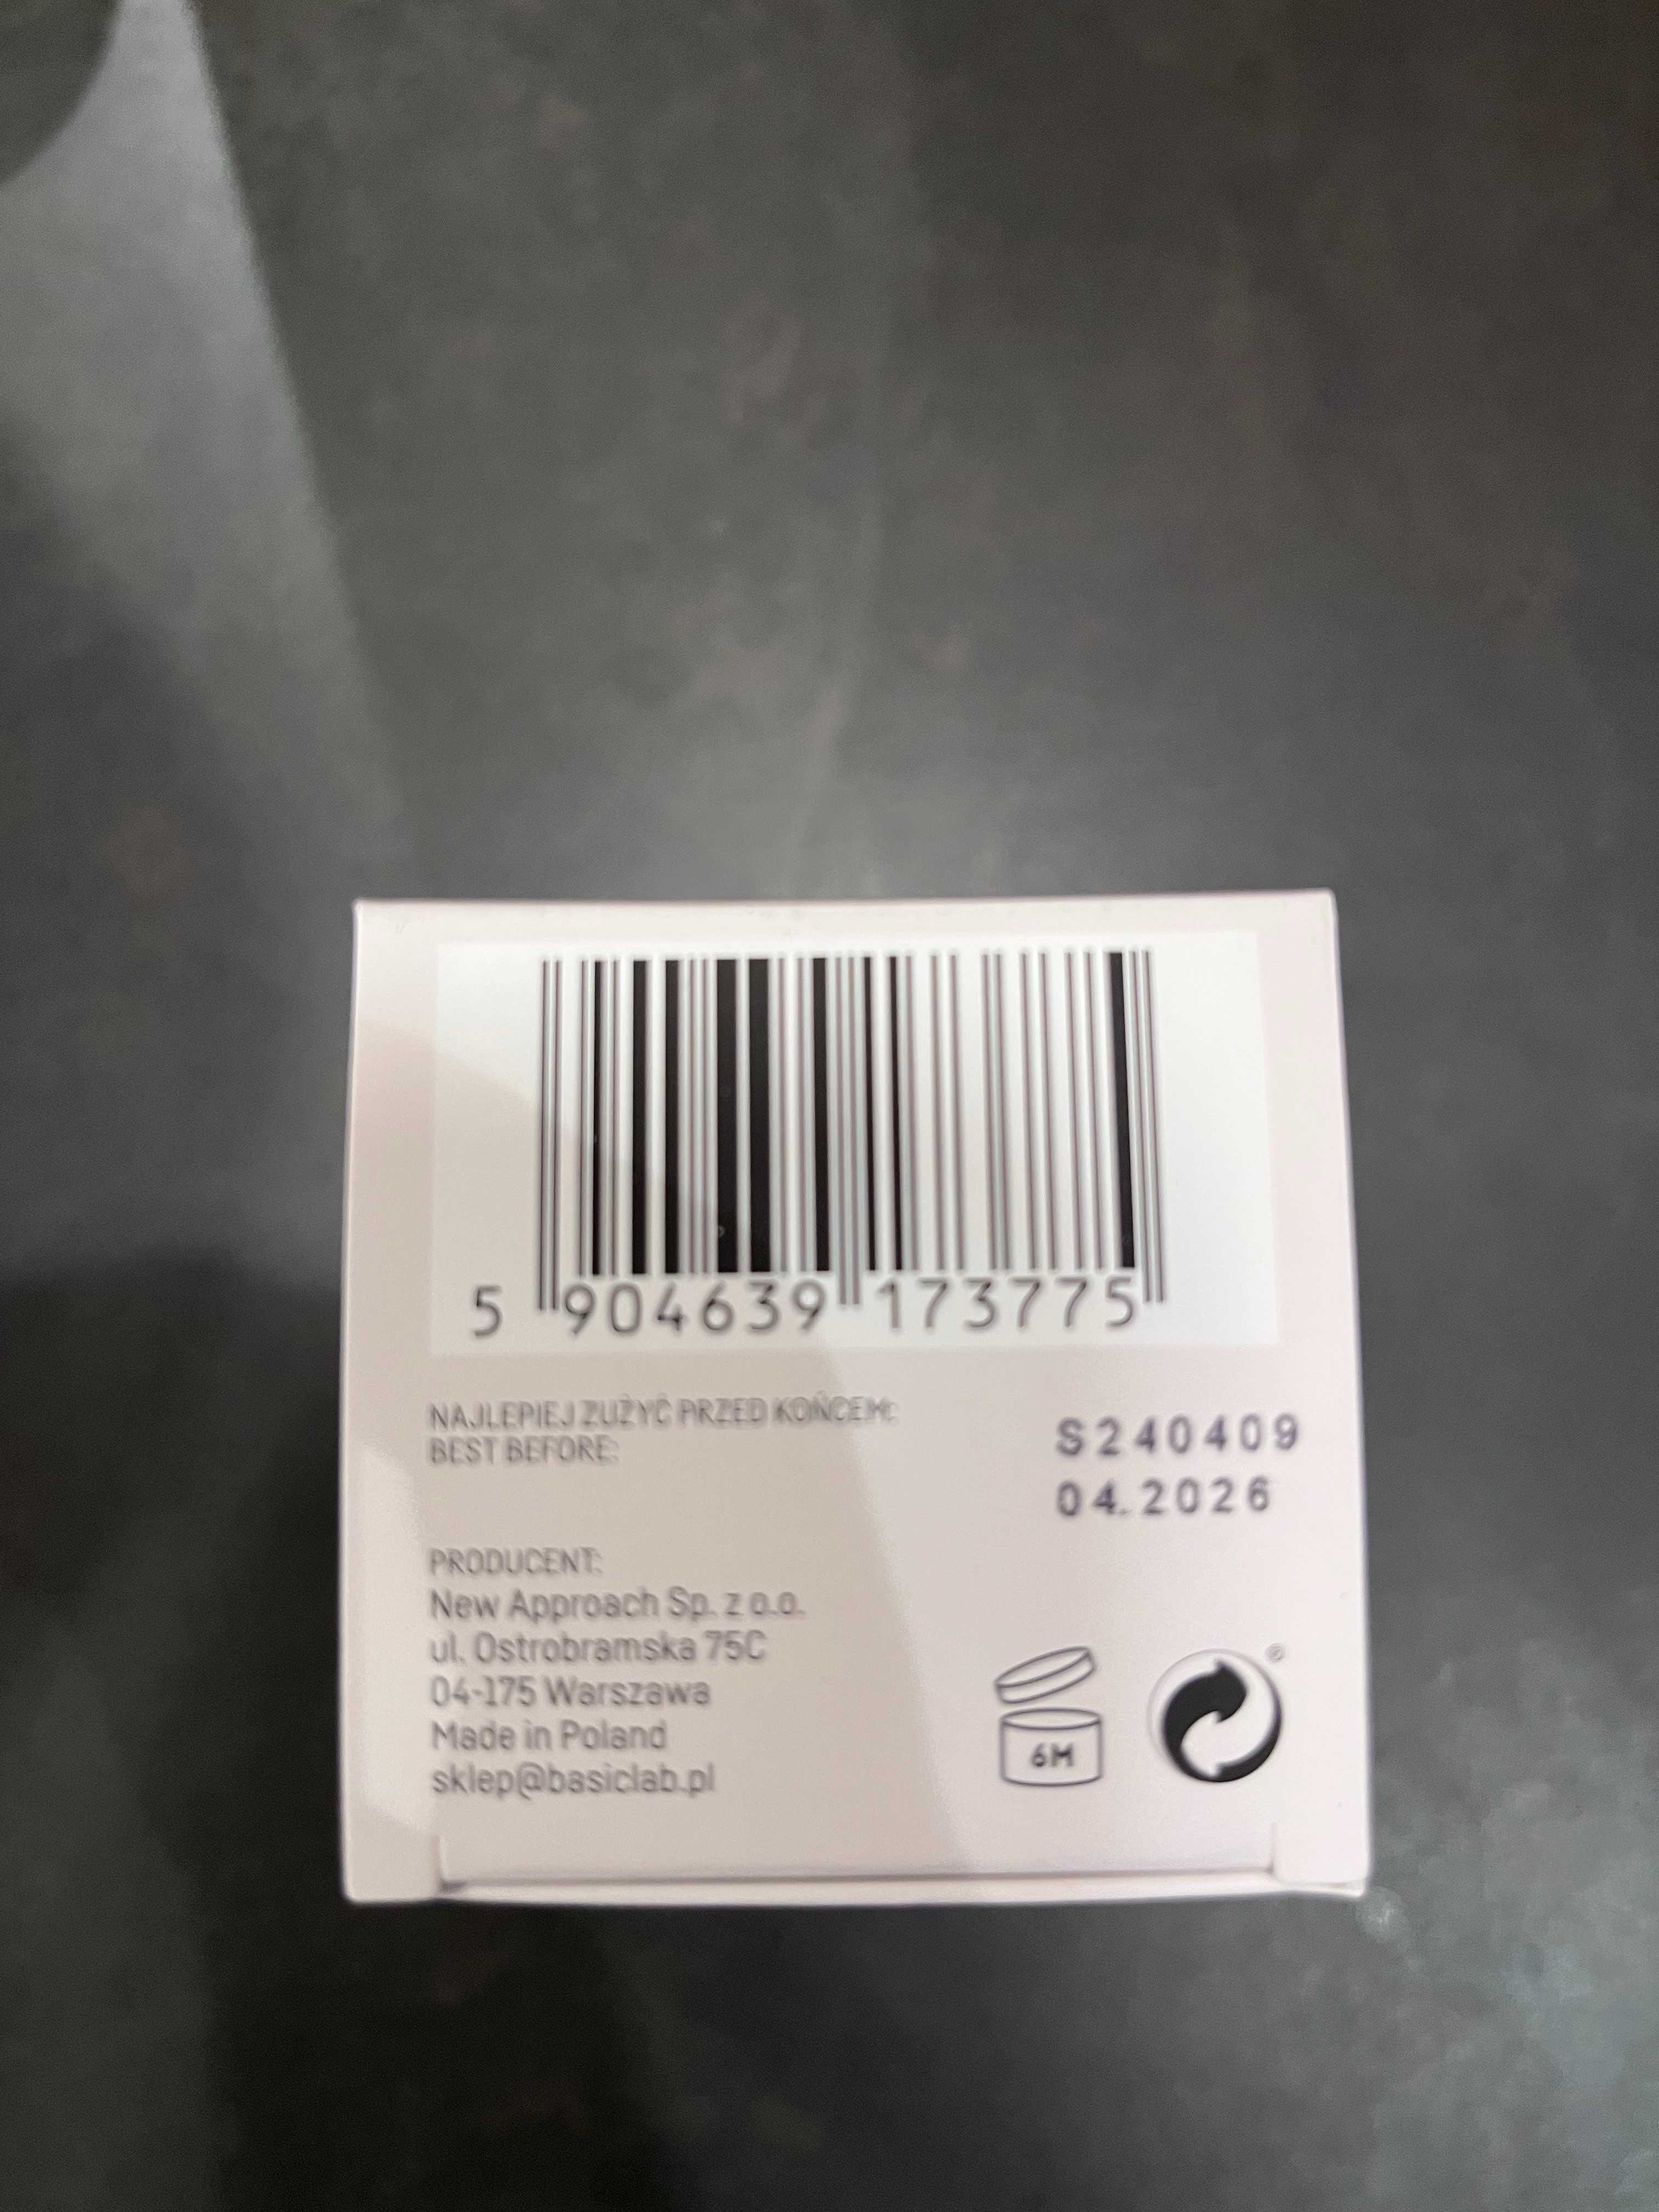 5 904639 173775
NAJLEPIEJ ZUŻYĆ PRZED KOŃCEM:
BEST BEFORE:
S240409
04.2026
PRODUCENT:
New Approach Sp. z o.o.
ul. Ostrobramska 75C
04-175 Warszawa
Made in Poland
sklep@basiclab.pl
6M
®